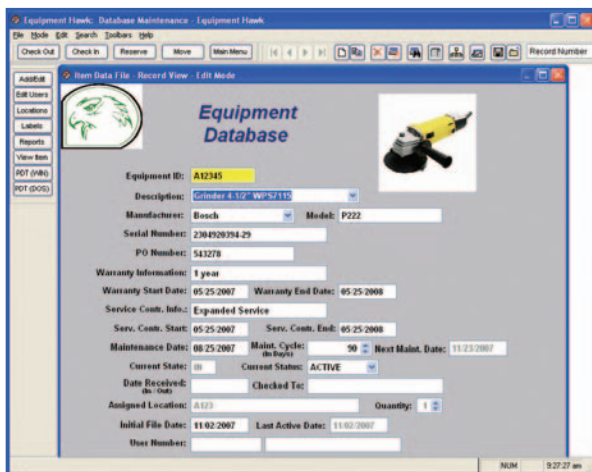 Equipment Hawk: Database Maintenance - Equipment Hawk
File Mode Edit Search Toolbars Help
Check Out Check In Reserve Move Main Menu Record Number
Add/Edit
Edit Users
Locations
Labels
Reports
View Item
PDT (WIN)
PDT (DOS)
Item Data File - Record View - Edit Mode
Equipment
Database
Equipment ID: A12345
Description: Grinder 4-1/2" WPS7115
Manufacturer: Bosch Model: P222
Serial Number: 2304920394-29
PO Number: 543278
Warranty Information: 1 year
Warranty Start Date: 05-25-2007 Warranty End Date: 05-25-2008
Service Contr. Info.: Expanded Service
Serv. Contr. Start: 05-25-2007 Serv. Contr. End: 05-25-2008
Maintenance Date: 08/25/2007 Maint. Cycle: 90 Next Maint. Date: 11/23/2007
(In Days)
Current State: IN Current Status: ACTIVE
Date Received: Checked To:
(In / Out)
Assigned Location: A123 Quantity: 1
Initial File Date: 11/02/2007 Last Active Date: 11/02/2007
User Number:
NUM 9:27:27 am